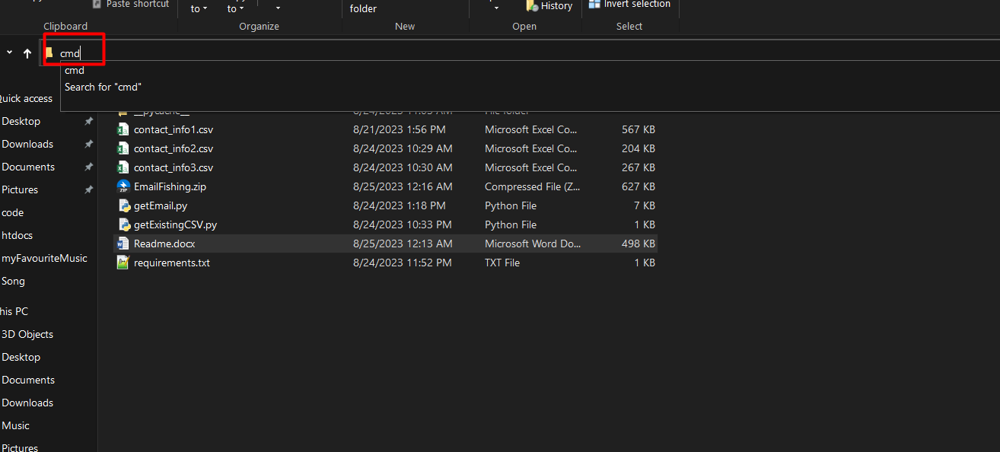 Paste shortcut
to
to
folder
History
Invert selection
Clipboard
Organize
New
Open
Select
cmd
cmd
Search for "cmd"
Quick access
Desktop
Downloads
Documents
Pictures
code
htdocs
myFavouriteMusic
Song
his PC
3D Objects
Desktop
Documents
Downloads
Music
Pictures
__pycache__ 8/24/2023 11:05 AM File folder
contact_info1.csv 8/21/2023 1:56 PM Microsoft Excel Co... 567 KB
contact_info2.csv 8/24/2023 10:29 AM Microsoft Excel Co... 204 KB
contact_info3.csv 8/24/2023 10:30 AM Microsoft Excel Co... 267 KB
EmailFishing.zip 8/25/2023 12:16 AM Compressed File (Z... 627 KB
getEmail.py 8/24/2023 1:18 PM Python File 7 KB
getExistingCSV.py 8/24/2023 10:33 PM Python File 1 KB
Readme.docx 8/25/2023 12:13 AM Microsoft Word Do... 498 KB
requirements.txt 8/24/2023 11:52 PM TXT File 1 KB